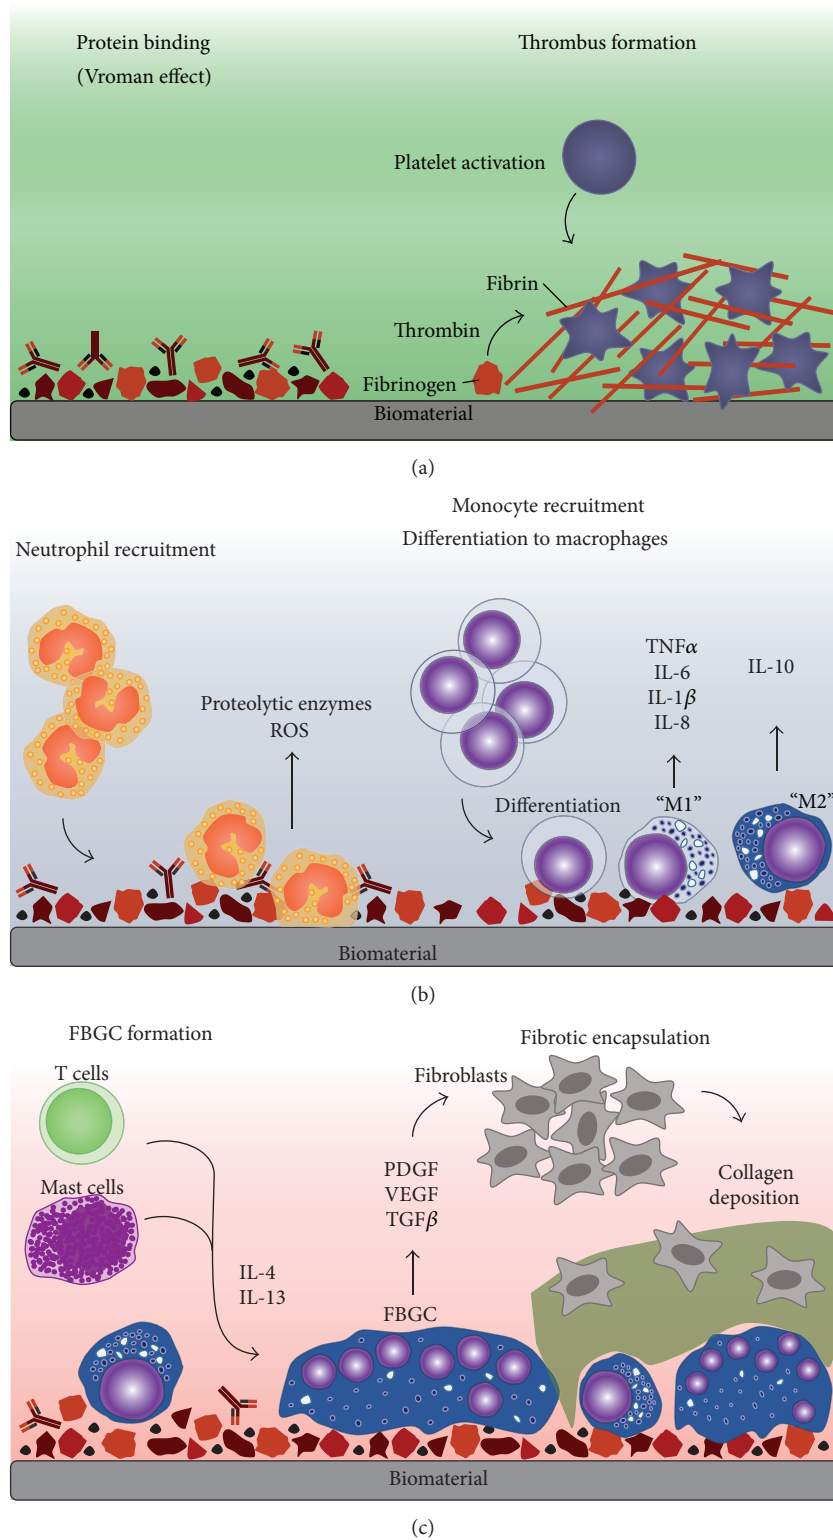 Protein binding
(Vroman effect)
Thrombus formation
Platelet activation
Fibrin
Thrombin
Fibrinogen
Biomaterial
(a)
Monocyte recruitment
Differentiation to macrophages
Neutrophil recruitment
TNFα
IL-6
IL-1β
IL-8
IL-10
Proteolytic enzymes
ROS
Differentiation
“M1”
“M2”
Biomaterial
(b)
FBGC formation
Fibrotic encapsulation
T cells
Fibroblasts
Mast cells
PDGF
VEGF
TGFβ
Collagen
deposition
IL-4
IL-13
FBGC
Biomaterial
(c)